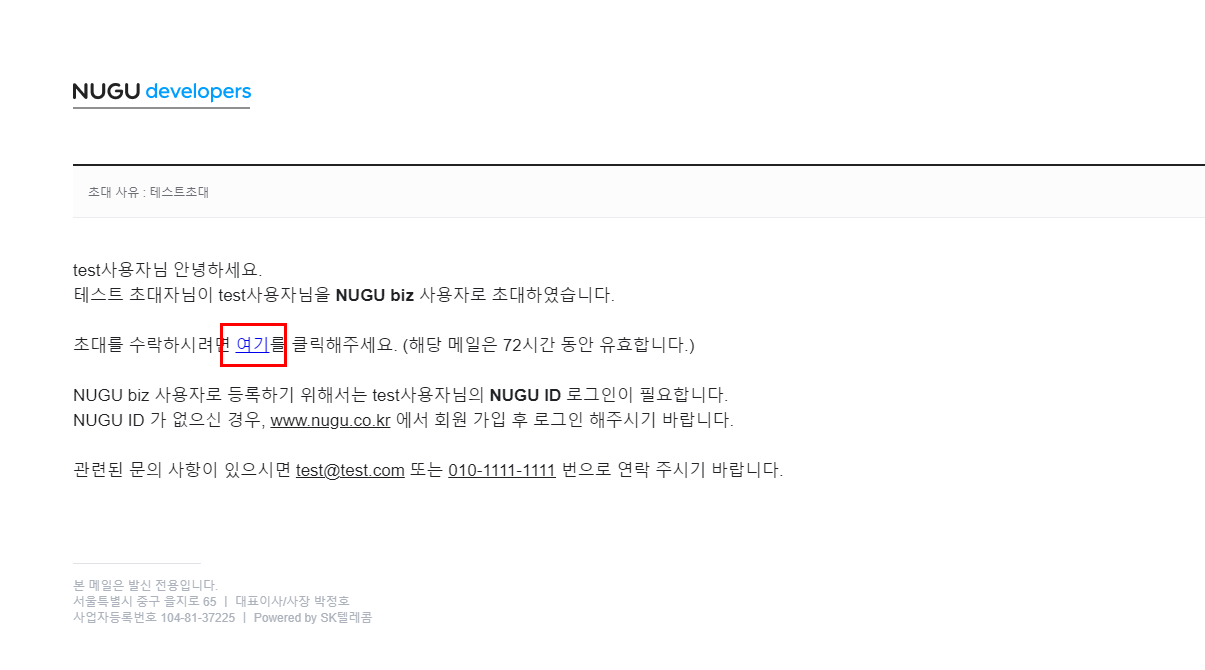 NUGU developers
초대 사유 : 테스트초대
test사용자님 안녕하세요.
테스트 초대자님이 test사용자님을 NUGU biz 사용자로 초대하였습니다.
초대를 수락하시려면 여기를 클릭해주세요. (해당 메일은 72시간 동안 유효합니다.)
NUGU biz 사용자로 등록하기 위해서는 test사용자님의 NUGU ID 로그인이 필요합니다.
NUGU ID 가 없으신 경우, www.nugu.co.kr 에서 회원 가입 후 로그인 해주시기 바랍니다.
관련된 문의 사항이 있으시면 test@test.com 또는 010-1111-1111 번으로 연락 주시기 바랍니다.
본 메일은 발신 전용입니다.
서울특별시 중구 을지로 65 | 대표이사/사장 박정호
사업자등록번호 104-81-37225 | Powered by SK텔레콤